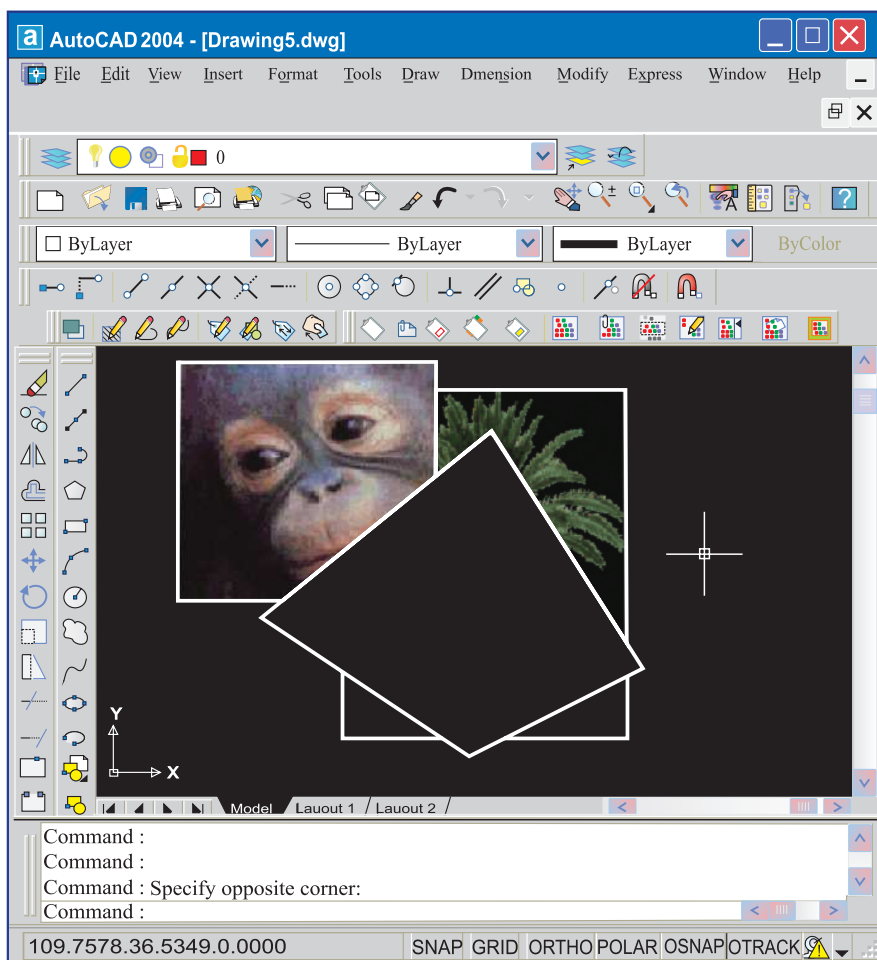 a AutoCAD 2004 - [Drawing5.dwg]
File Edit View Insert Format Tools Draw Dmension Modify Express Window Help
0
A ?
ByLayer ByLayer ByLayer ByColor
Y
X
Model Lauout 1 Lauout 2
Command :
Command :
Command : Specify opposite corner:
Command :
109.7578.36.5349.0.0000 SNAP GRID ORTHO POLAR OSNAP OTRACK